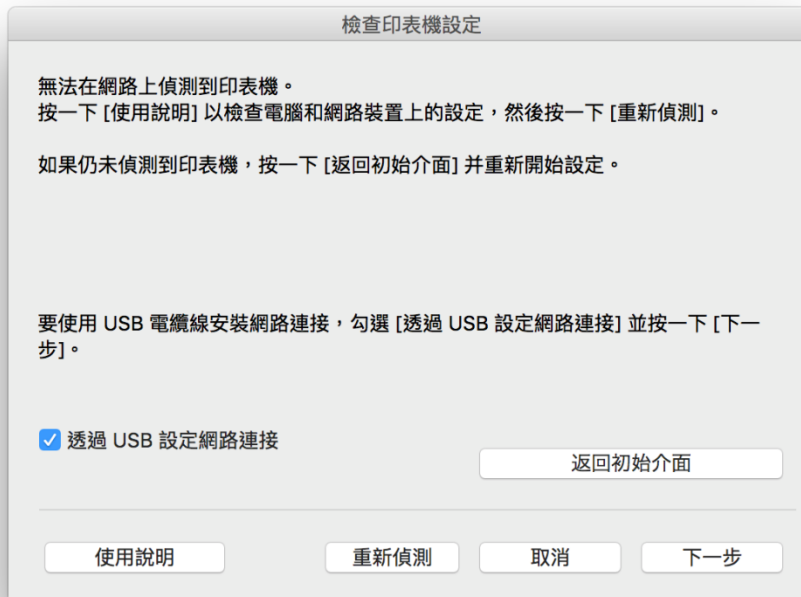 檢查印表機設定
無法在網路上偵測到印表機。
按一下 [使用說明] 以檢查電腦和網路裝置上的設定，然後按一下 [重新偵測]。
如果仍未偵測到印表機，按一下 [返回初始介面] 并重新開始設定。
要使用 USB 電纜線安裝網路連接，勾選 [透過 USB 設定網路連接] 並按一下 [下一
步]。
透過 USB 設定網路連接
返回初始介面
使用說明 重新偵測 取消 下一步